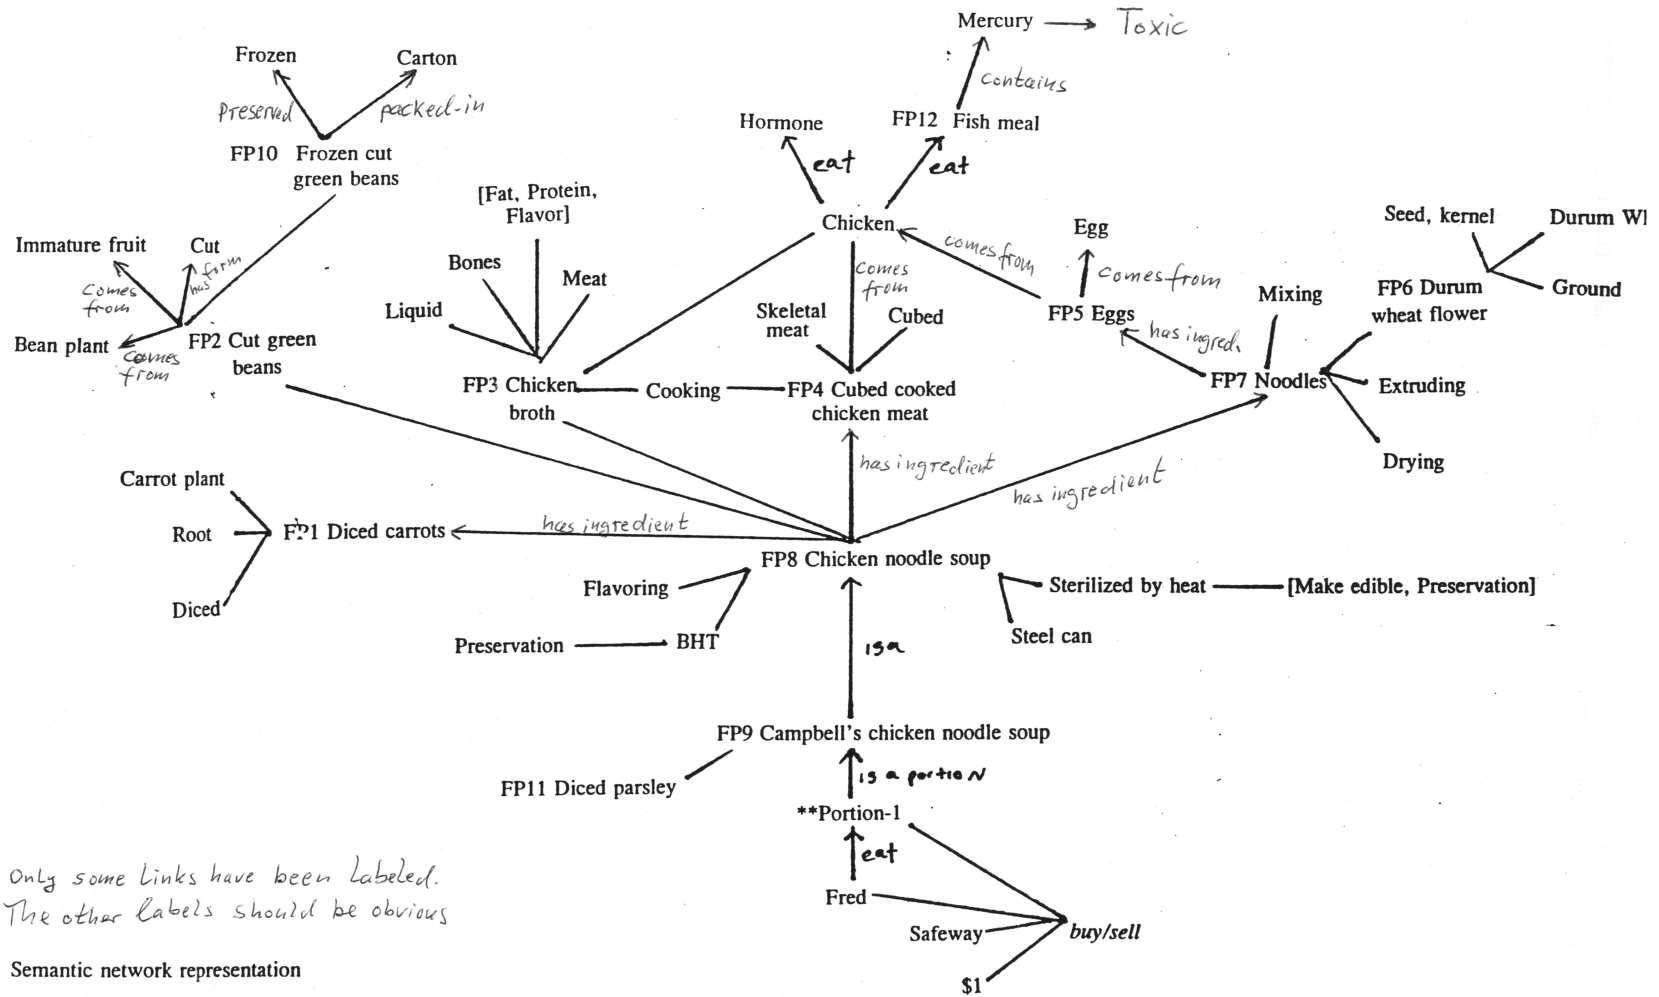 Mercury
Toxic
Frozen
Carton
Preserved
packed-in
contains
Hormone
FP12 Fish meal
FP10 Frozen cut
green beans
eat
eat
[Fat, Protein,
Flavor]
Chicken
Egg
Seed, kernel
Durum Wl
Immature fruit
Cut
has form
comes from
Bones
Meat
comes
from
comes from
Mixing
FP6 Durum
wheat flower
Ground
comes
from
Liquid
Skeletal
meat
Cubed
FP5 Eggs
has ingred.
Bean plant
FP2 Cut green
beans
comes
from
FP3 Chicken
broth
Cooking
FP4 Cubed cooked
chicken meat
FP7 Noodles
Extruding
Drying
has ingredient
has ingredient
Carrot plant
Root
FP1 Diced carrots
has ingredient
Diced
FP8 Chicken noodle soup
Flavoring
Sterilized by heat
[Make edible, Preservation]
Preservation
BHT
Steel can
isa
FP9 Campbell's chicken noodle soup
FP11 Diced parsley
is a portion
**Portion-1
eat
Fred
Safeway
buy/sell
$1
Only some links have been labeled.
The other labels should be obvious
Semantic network representation